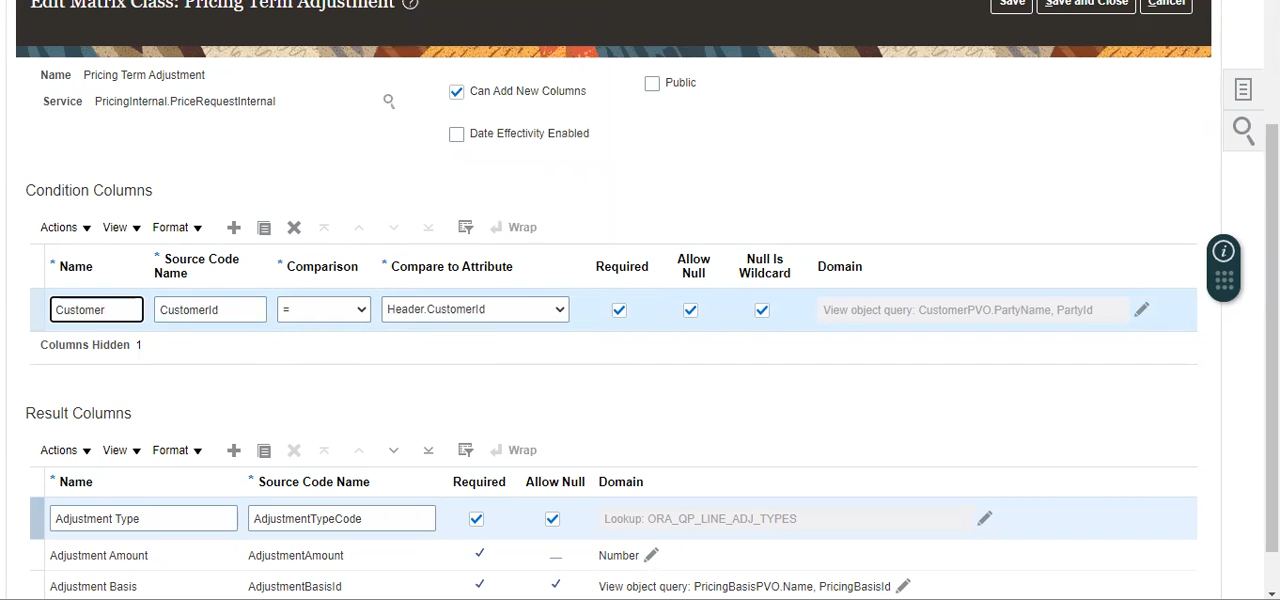 Edit Matrix Class: Pricing Term Adjustment ?
Save Save and Close Cancel
Name Pricing Term Adjustment
Service PricingInternal.PriceRequestInternal
Can Add New Columns
Date Effectivity Enabled
Public
Condition Columns
Actions View Format Wrap
* Name * Source Code Name * Comparison * Compare to Attribute Required Allow Null Null Is Wildcard Domain
Customer CustomerId = Header.CustomerId View object query: CustomerPVO.PartyName, PartyId
Columns Hidden 1
Result Columns
Actions View Format Wrap
* Name * Source Code Name Required Allow Null Domain
Adjustment Type AdjustmentTypeCode Lookup: ORA_QP_LINE_ADJ_TYPES
Adjustment Amount AdjustmentAmount Number
Adjustment Basis AdjustmentBasisId View object query: PricingBasisPVO.Name, PricingBasisId